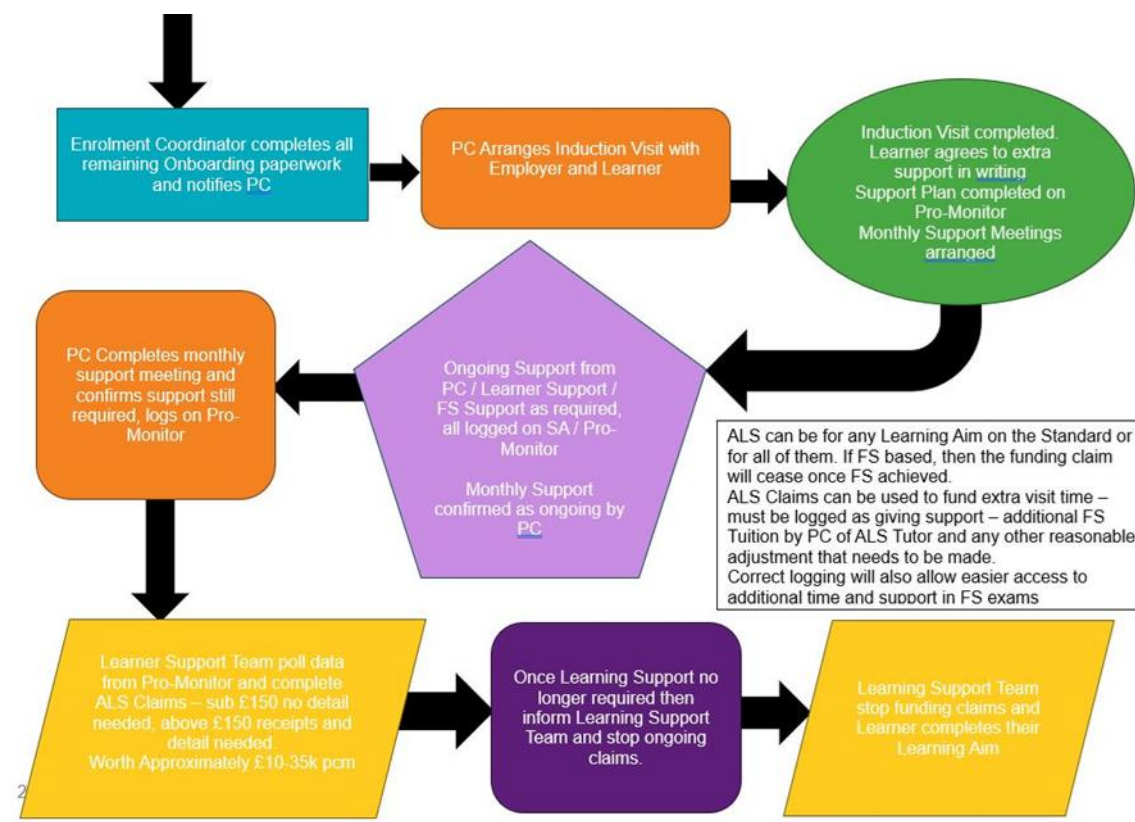 Enrolment Coordinator completes all
remaining Onboarding paperwork
and notifies PC
PC Arranges Induction Visit with
Employer and Learner
Induction Visit completed.
Learner agrees to extra
support in writing
Support Plan completed on
Pro-Monitor
Monthly Support Meetings
arranged
Ongoing Support from
PC / Learner Support /
FS Support as required,
all logged on SA / Pro-
Monitor
Monthly Support
confirmed as ongoing by
PC
PC Completes monthly
support meeting and
confirms support still
required, logs on Pro-
Monitor
ALS can be for any Learning Aim on the Standard or
for all of them. If FS based, then the funding claim
will cease once FS achieved.
ALS Claims can be used to fund extra visit time –
must be logged as giving support – additional FS
Tuition by PC of ALS Tutor and any other reasonable
adjustment that needs to be made.
Correct logging will also allow easier access to
additional time and support in FS exams
Learner Support Team poll data
from Pro-Monitor and complete
ALS Claims – sub £150 no detail
needed, above £150 receipts and
detail needed.
Worth Approximately £10-35k pcm
Once Learning Support no
longer required then
inform Learning Support
Team and stop ongoing
claims.
Learning Support Team
stop funding claims and
Learner completes their
Learning Aim
2